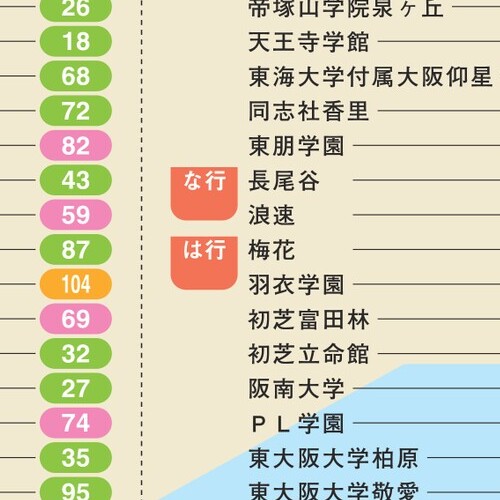 26 帝塚山学院泉ヶ丘
18 天王寺学館
68 東海大学付属大阪仰星
72 同志社香里
82 東朋学園
43 な行 長尾谷
59 浪速
87 は行 梅花
104 羽衣学園
69 初芝富田林
32 初芝立命館
27 阪南大学
74 ＰＬ学園
35 東大阪大学柏原
95 東大阪大学敬愛